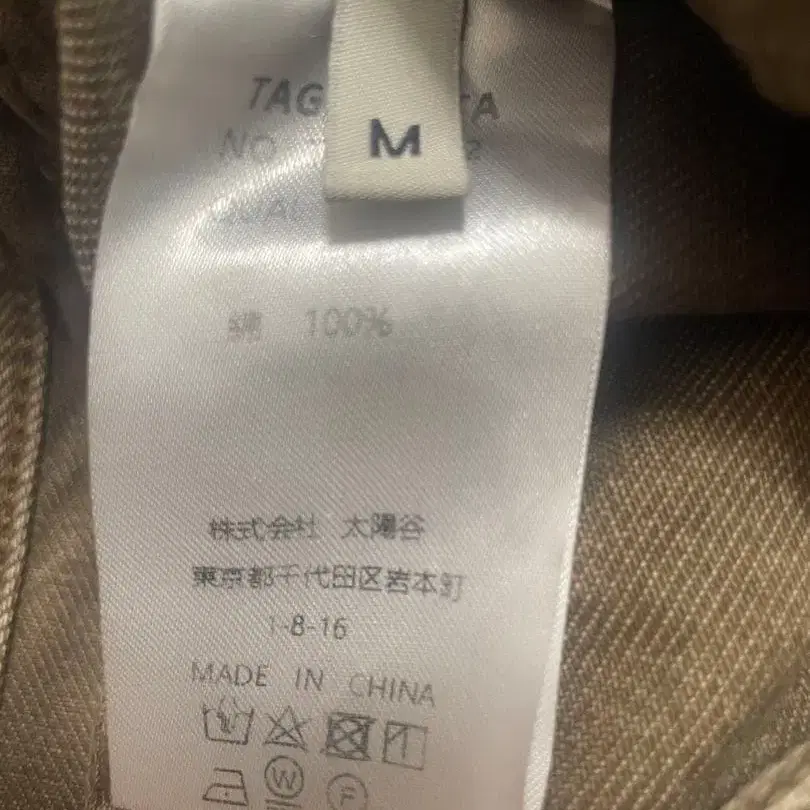 M
NO
綿 100%
株式会社 太陽谷
東京都千代田区岩本町
1-8-16
MADE IN CHINA
W
F